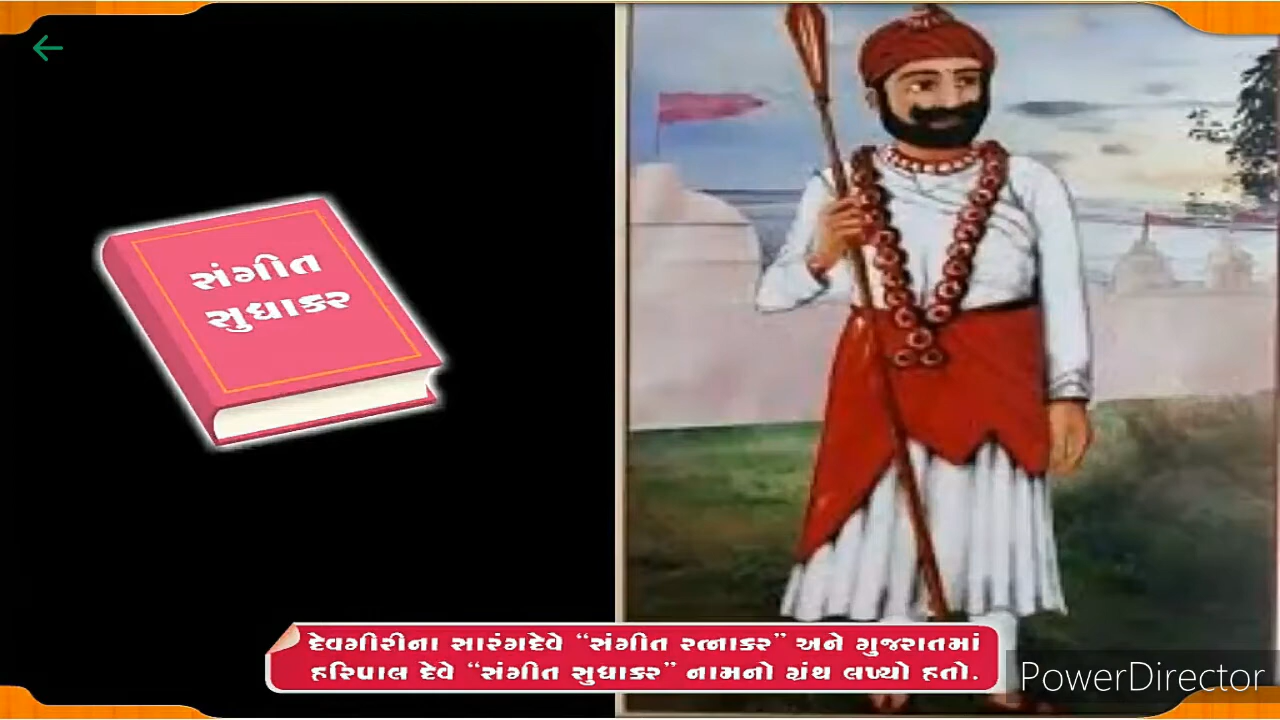 સંગીત
સુધાકર
દેવગીરીના સારંગદેવે “સંગીત રત્નાકર” અને ગુજરાતમાં
હરિપાલ દેવે “સંગીત સુધાકર” નામનો ગ્રંથ લખ્યો હતો.
PowerDirector